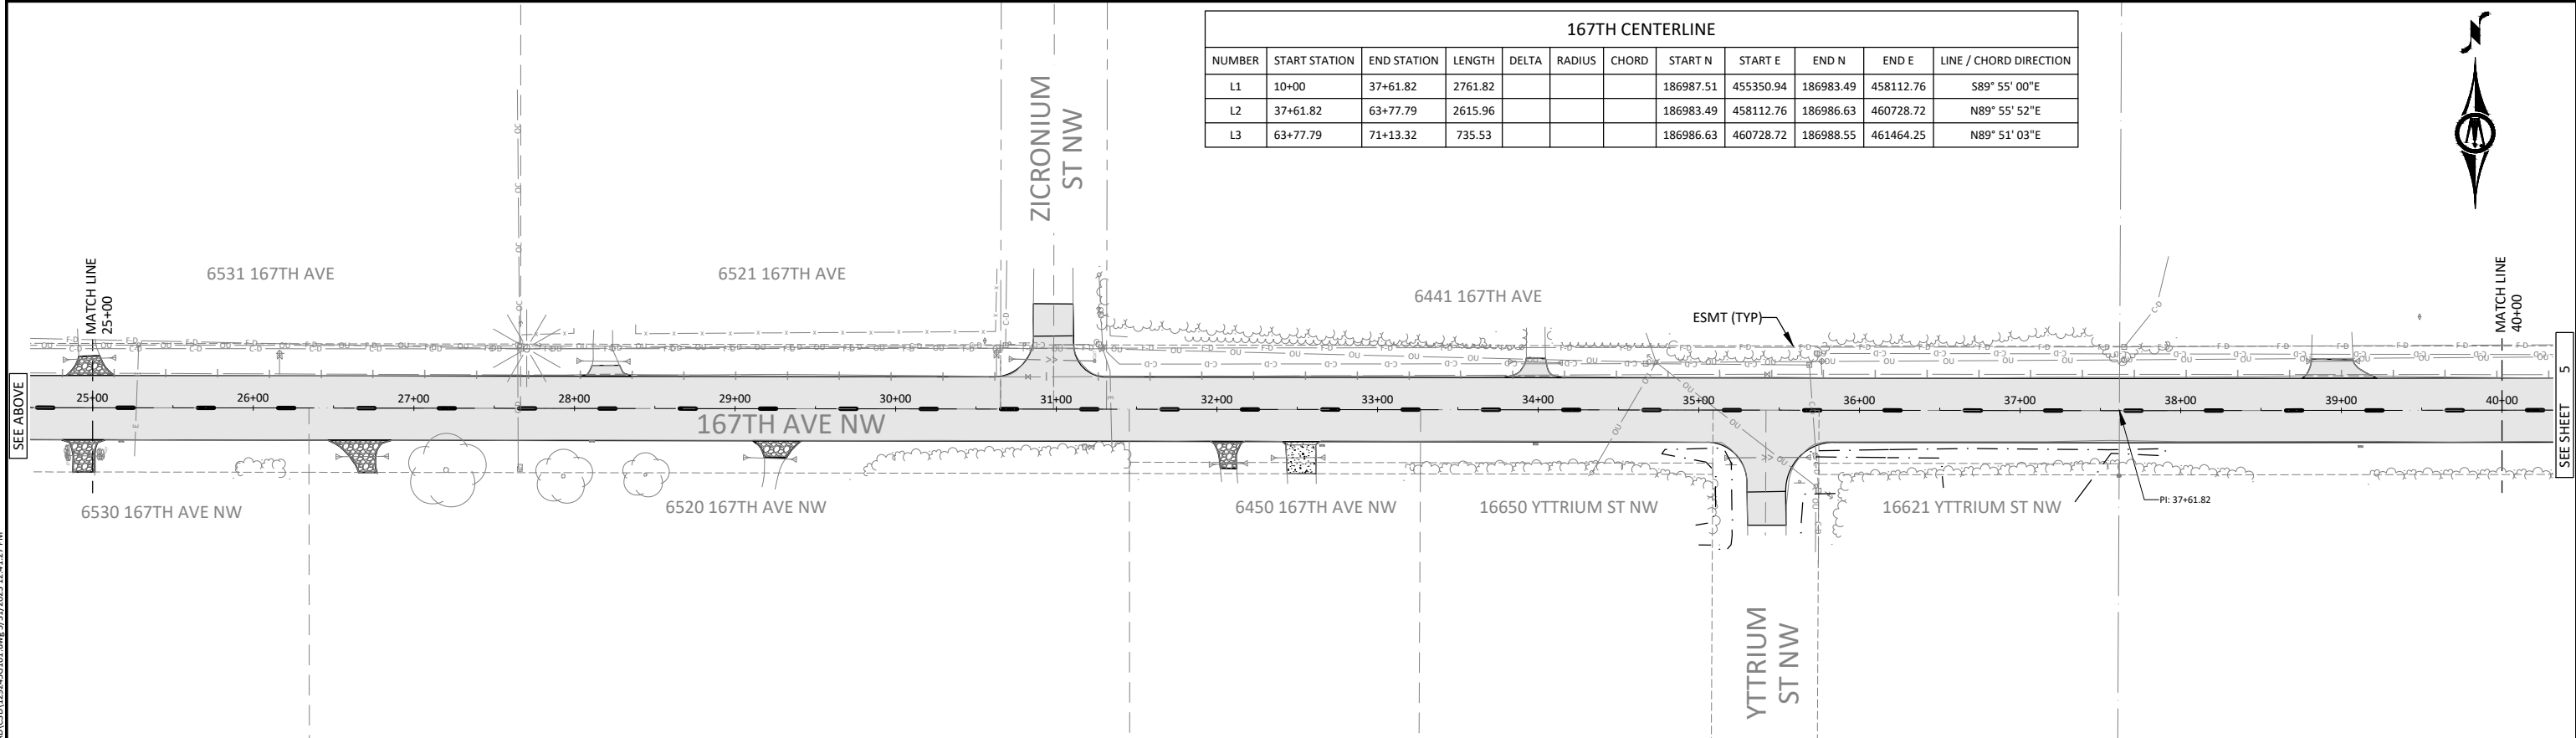 167TH CENTERLINE
NUMBER START STATION END STATION LENGTH DELTA RADIUS CHORD START N START E END N END E LINE / CHORD DIRECTION
L1 10+00 37+61.82 2761.82 186987.51 455350.94 186983.49 458112.76 S89° 55' 00"E
L2 37+61.82 63+77.79 2615.96 186983.49 458112.76 186986.63 460728.72 N89° 55' 52"E
L3 63+77.79 71+13.32 735.53 186986.63 460728.72 186988.55 461464.25 N89° 51' 03"E
N
ZICRONIUM
ST NW
MATCH LINE
25+00
6531 167TH AVE
6521 167TH AVE
6441 167TH AVE
ESMT (TYP)
MATCH LINE
40+00
SEE ABOVE
25+00 26+00 27+00 28+00 29+00 30+00 31+00 32+00 33+00 34+00 35+00 36+00 37+00 38+00 39+00 40+00
167TH AVE NW
SEE SHEET 5
6530 167TH AVE NW
6520 167TH AVE NW
6450 167TH AVE NW
16650 YTTRIUM ST NW
16621 YTTRIUM ST NW
PI: 37+61.82
YTTRIUM
ST NW